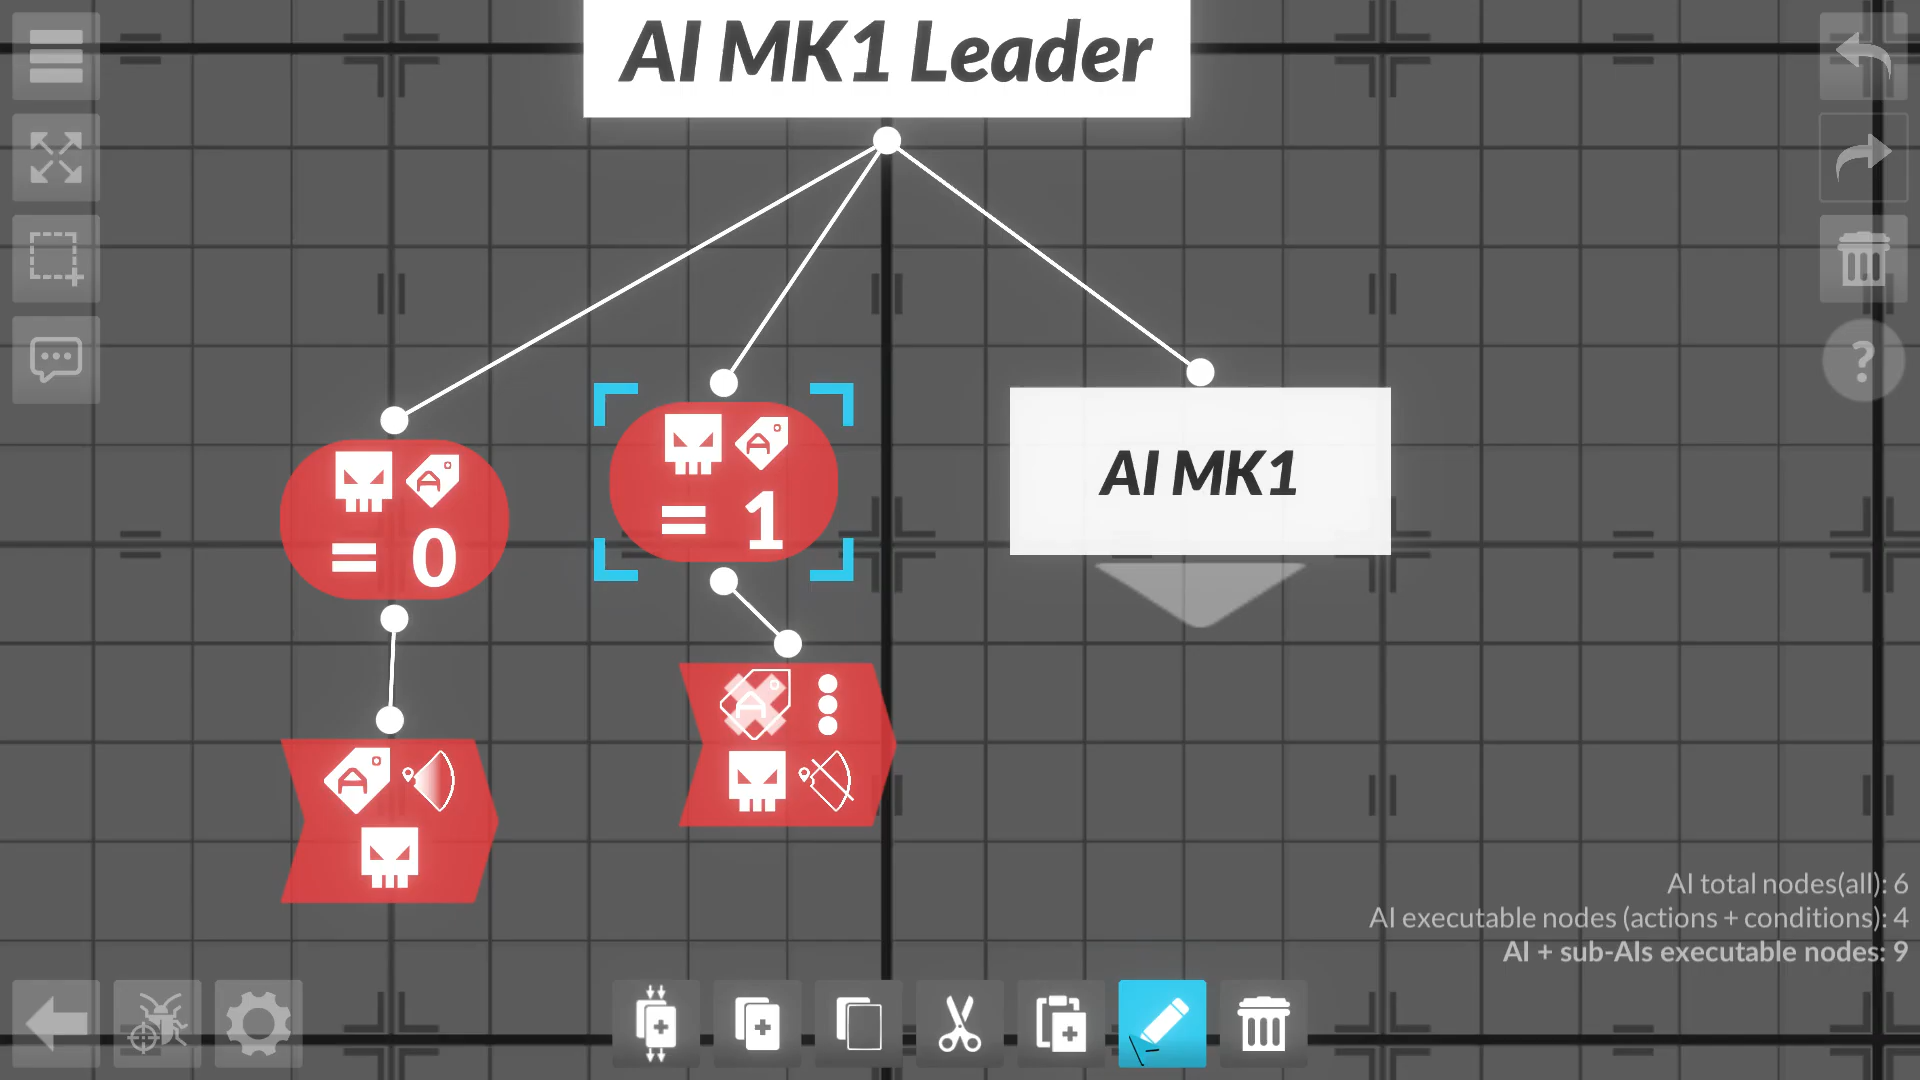 AI MK1 Leader
A
= 0
A
= 1
AI MK1
A
A
?
AI total nodes(all): 6
AI executable nodes (actions + conditions): 4
AI + sub-AIs executable nodes: 9